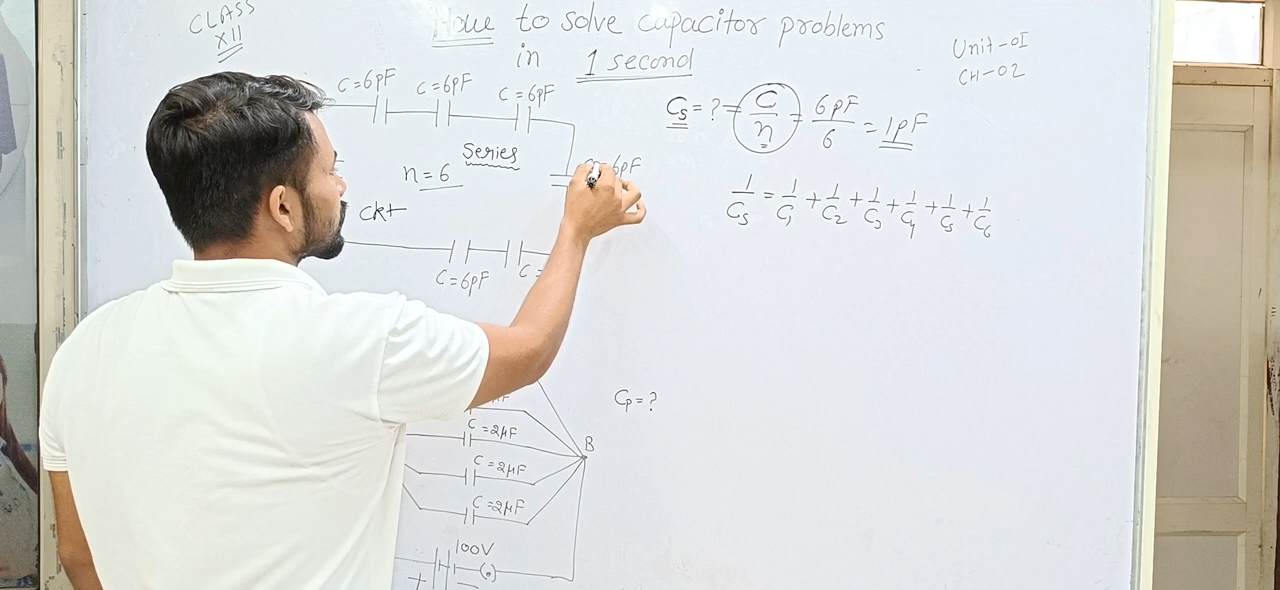 CLASS
XII
How to solve capacitor problems
in 1 second
Unit-01
CH-02
C=6pF C=6pF C=6pF
Series
n=6
=6pF
ckt
C=6pF C=
Cs = ? = C/n = 6pF/6 = 1pF
1/Cs = 1/C1 + 1/C2 + 1/C3 + 1/C4 + 1/C5 + 1/C6
Cp = ?
C=2μF
B
C=2μF
C=2μF
100V
+ −